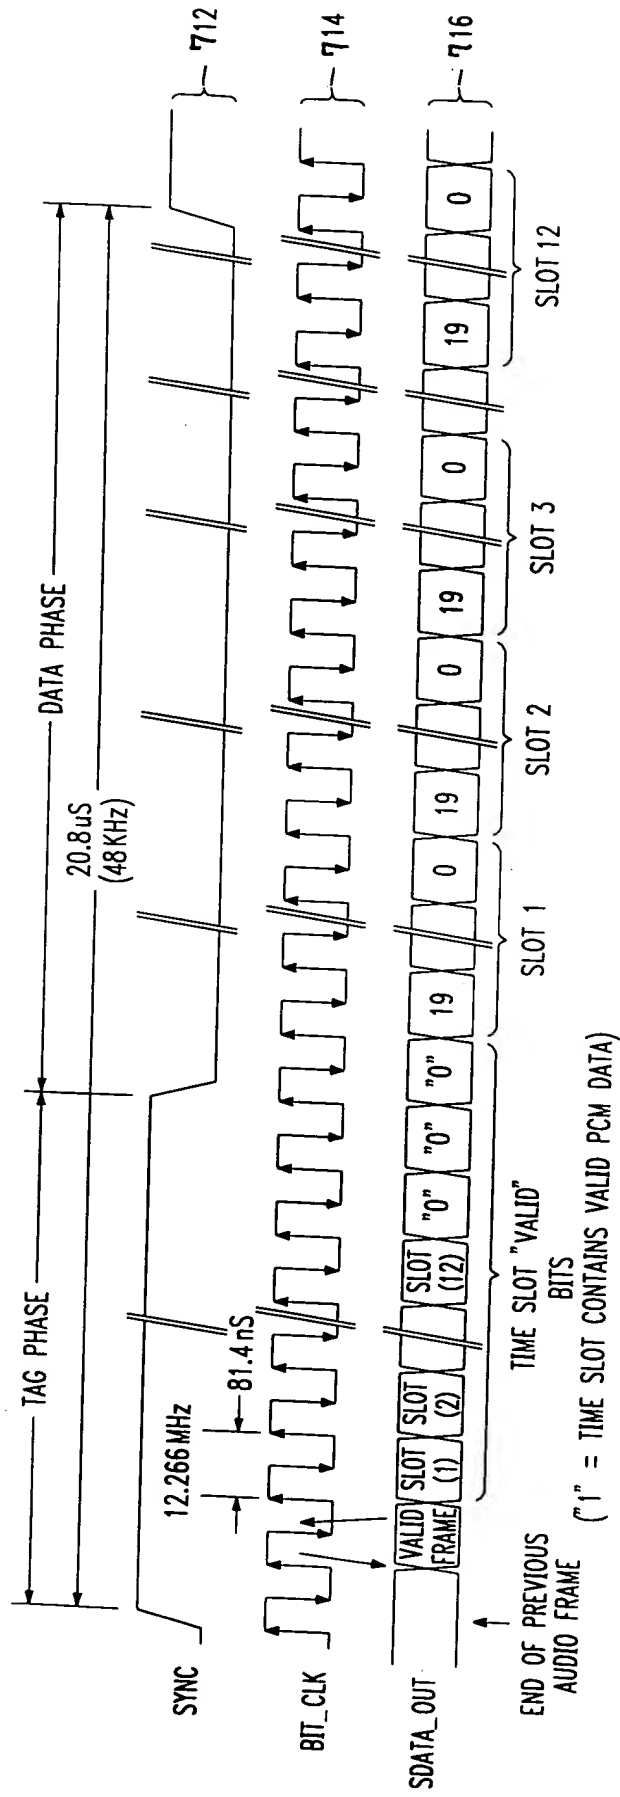 TAG PHASE
DATA PHASE
20.8uS
(48KHz)
SYNC
712
12.266MHz
81.4nS
BIT_CLK
714
SDATA_OUT
VALID
FRAME
SLOT
(1)
SLOT
(2)
SLOT
(12)
"0"
"0"
"0"
19
0
19
0
19
0
19
0
716
END OF PREVIOUS
AUDIO FRAME
TIME SLOT "VALID"
BITS
("1" = TIME SLOT CONTAINS VALID PCM DATA)
SLOT 1
SLOT 2
SLOT 3
SLOT 12